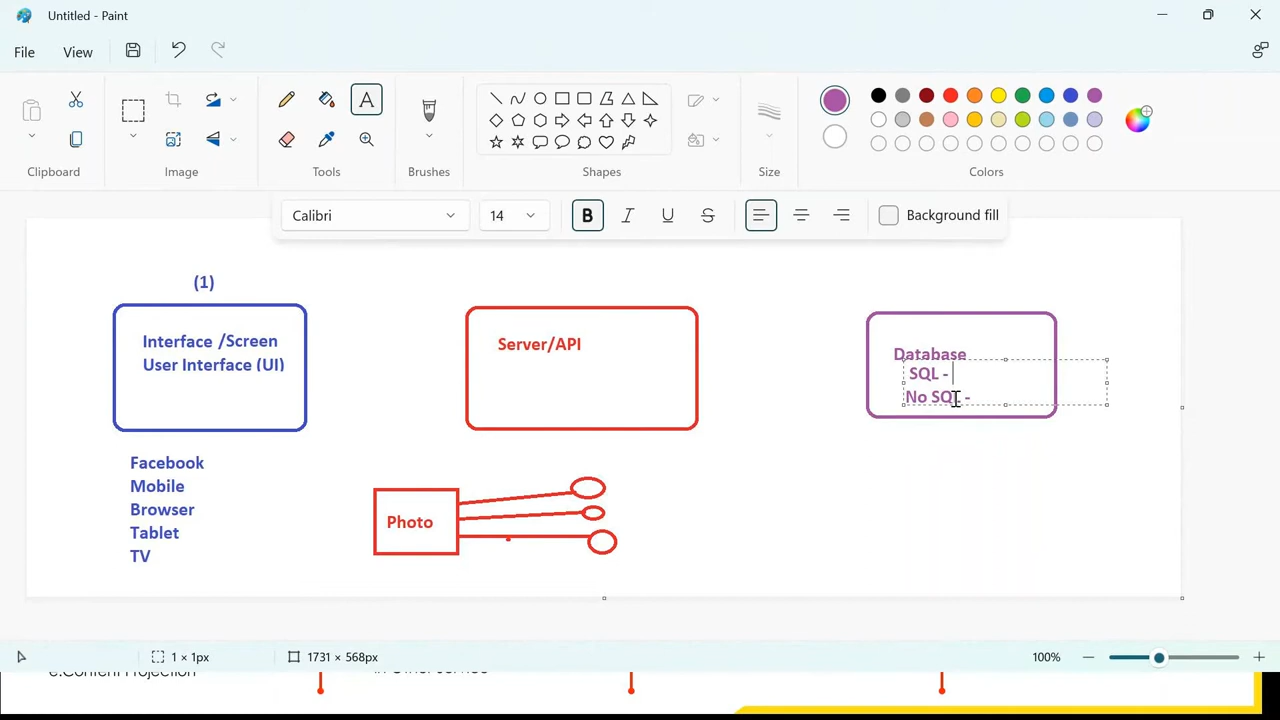 Untitled - Paint
File
View
Clipboard
Image
Tools
Brushes
Shapes
Size
Colors
Calibri
14
B
I
U
S
Background fill
(1)
Interface /Screen
User Interface (UI)
Server/API
Database
SQL -
No SQL -
Facebook
Mobile
Browser
Tablet
TV
Photo
1 × 1px
1731 × 568px
100%
e.Content Projection